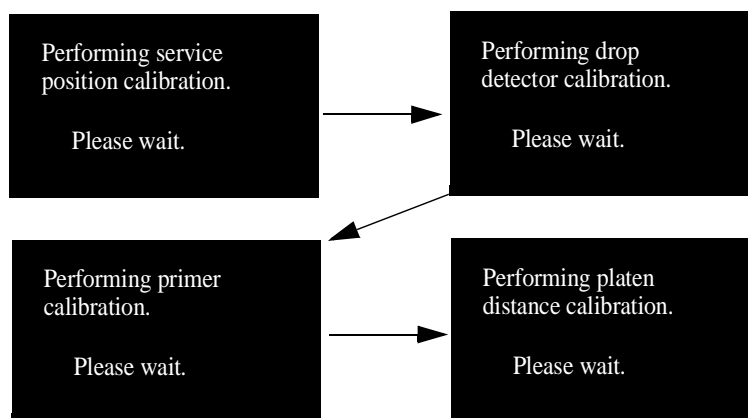 Performing service
position calibration.
Please wait.
Performing drop
detector calibration.
Please wait.
Performing primer
calibration.
Please wait.
Performing platen
distance calibration.
Please wait.